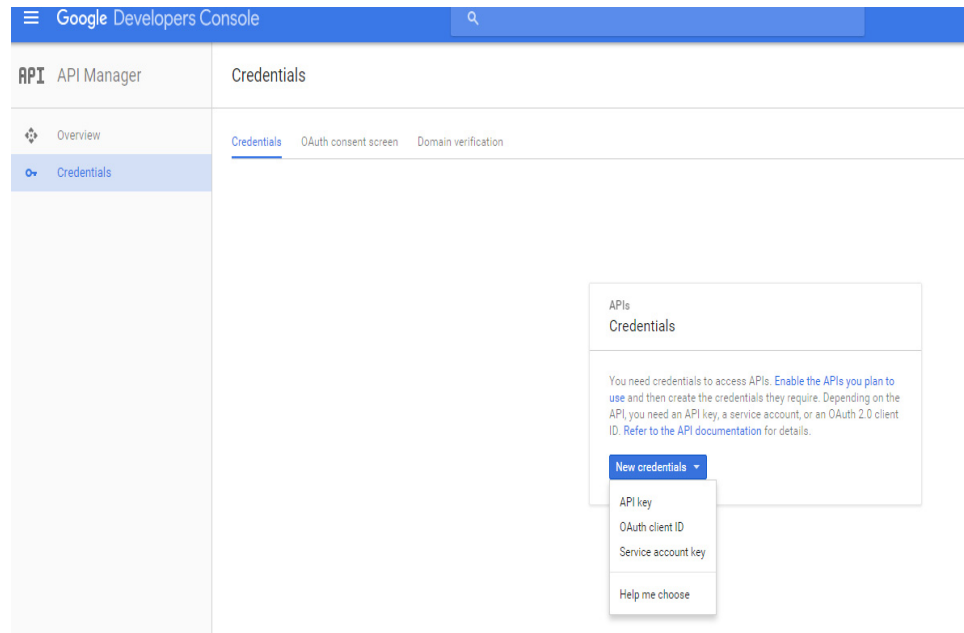 Google Developers Console
API API Manager
Credentials
Overview
Credentials
Credentials OAuth consent screen Domain verification
APIs
Credentials
You need credentials to access APIs. Enable the APIs you plan to
use and then create the credentials they require. Depending on the
API, you need an API key, a service account, or an OAuth 2.0 client
ID. Refer to the API documentation for details.
New credentials
API key
OAuth client ID
Service account key
Help me choose